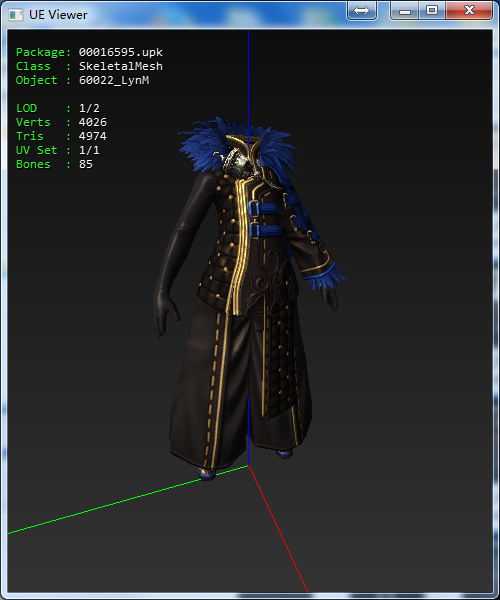 UE Viewer
Package: 00016595.upk
Class : SkeletalMesh
Object : 60022_LynM
LOD : 1/2
Verts : 4026
Tris : 4974
UV Set : 1/1
Bones : 85